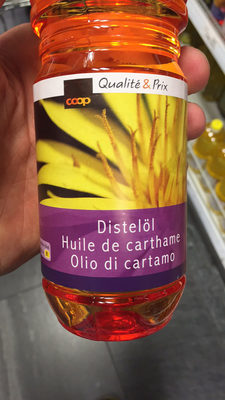 Qualité & Prix
coop
Distelöl
Huile de carthame
Olio di cartamo